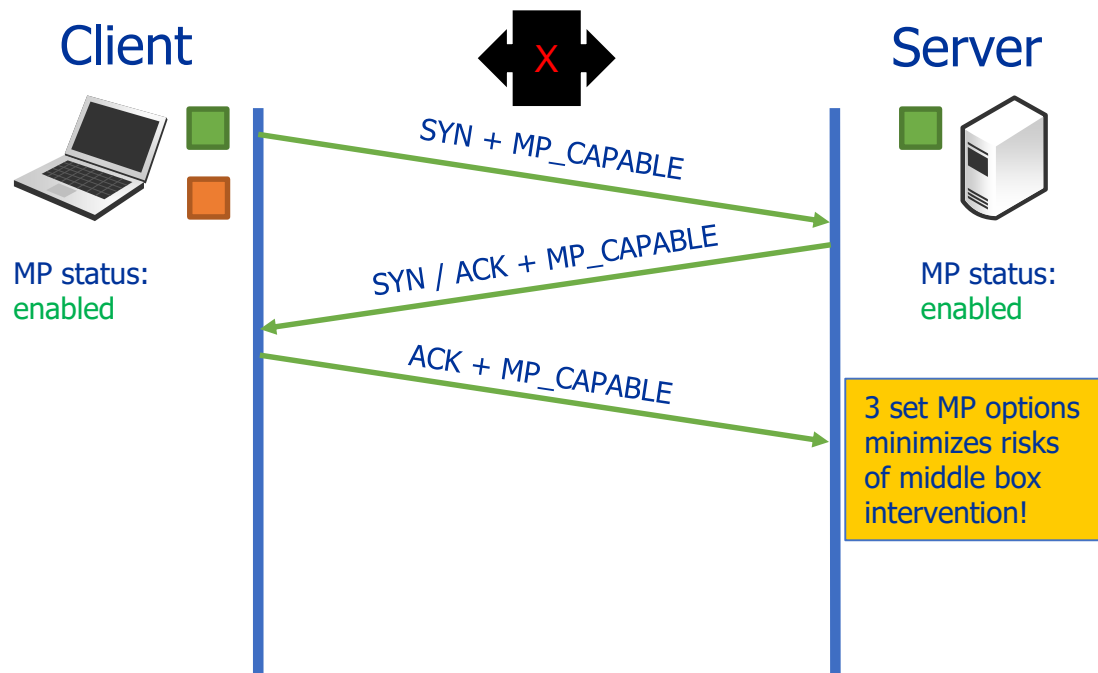 Client
X
Server
SYN + MP_CAPABLE
SYN / ACK + MP_CAPABLE
MP status:
enabled
MP status:
enabled
ACK + MP_CAPABLE
3 set MP options
minimizes risks
of middle box
intervention!